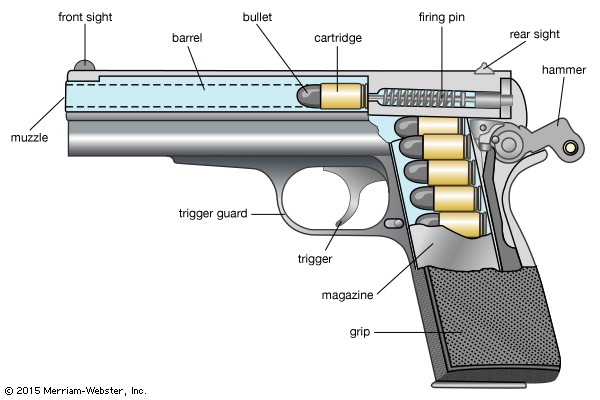 front sight
bullet
firing pin
rear sight
barrel
cartridge
hammer
muzzle
trigger guard
trigger
magazine
grip
© 2015 Merriam-Webster, Inc.